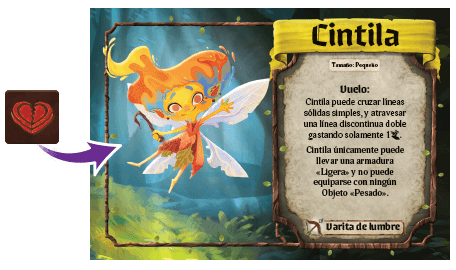 Cintila
Tamaño: Pequeño
Vuelo:
Cintila puede cruzar líneas
sólidas simples, y atravesar
una línea discontinua doble
gastando solamente 1
Cintila únicamente puede
llevar una armadura
«Ligera» y no puede
equiparse con ningún
Objeto «Pesado».
Varita de lumbre